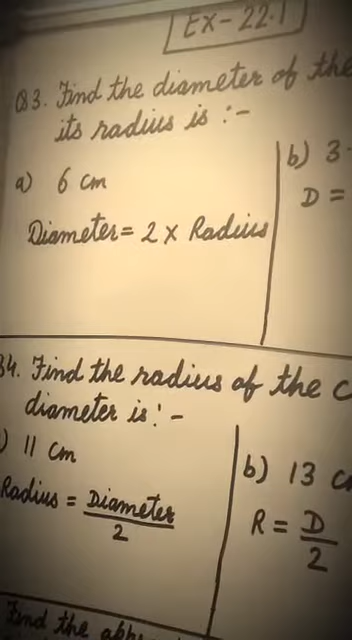 Ex-22.1
Q3. Find the diameter of the
its radius is :-
a) 6 cm
Diameter = 2 x Radius
b) 3
D =
34. Find the radius of the c
diameter is :-
) 11 cm
Radius = Diameter
2
b) 13 c
R = D
2
Find the